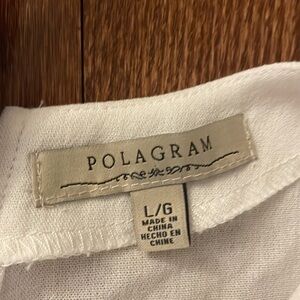 POLAGRAM
L/G
MADE IN
CHINA
HECHO EN
CHINE